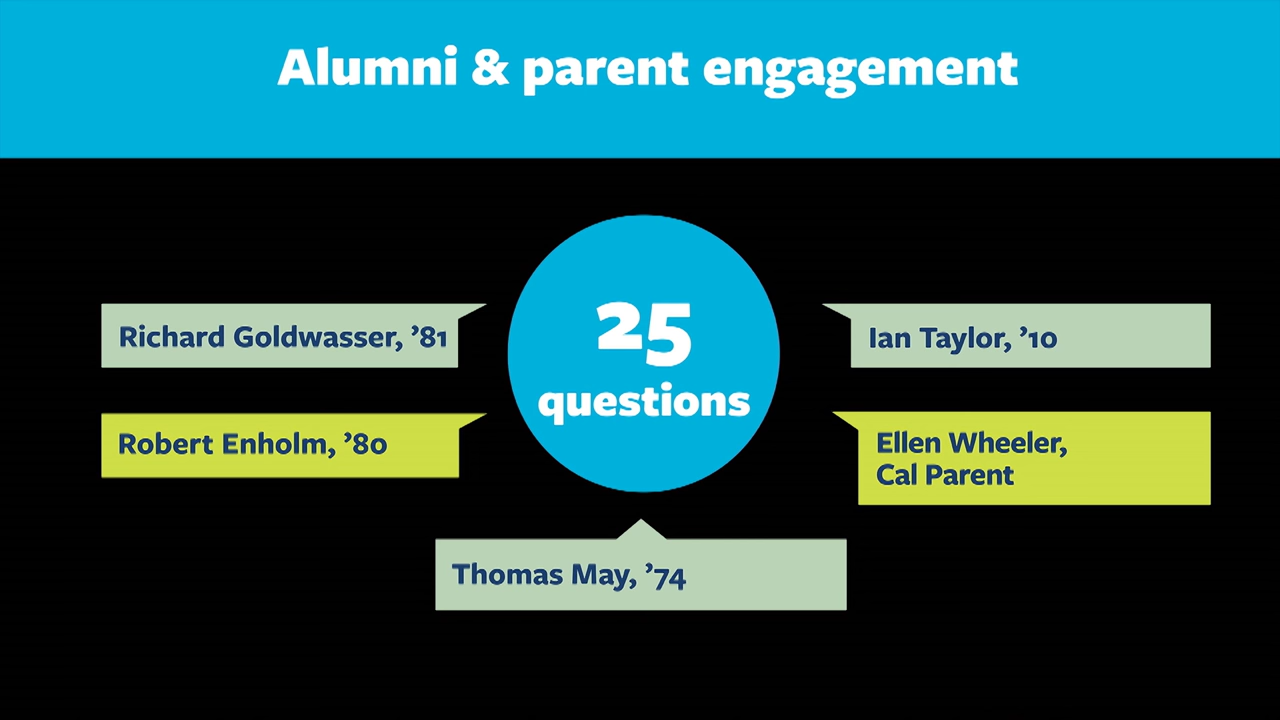 Alumni & parent engagement
25
questions
Richard Goldwasser, ’81
Ian Taylor, ’10
Robert Enholm, ’80
Ellen Wheeler,
Cal Parent
Thomas May, ’74